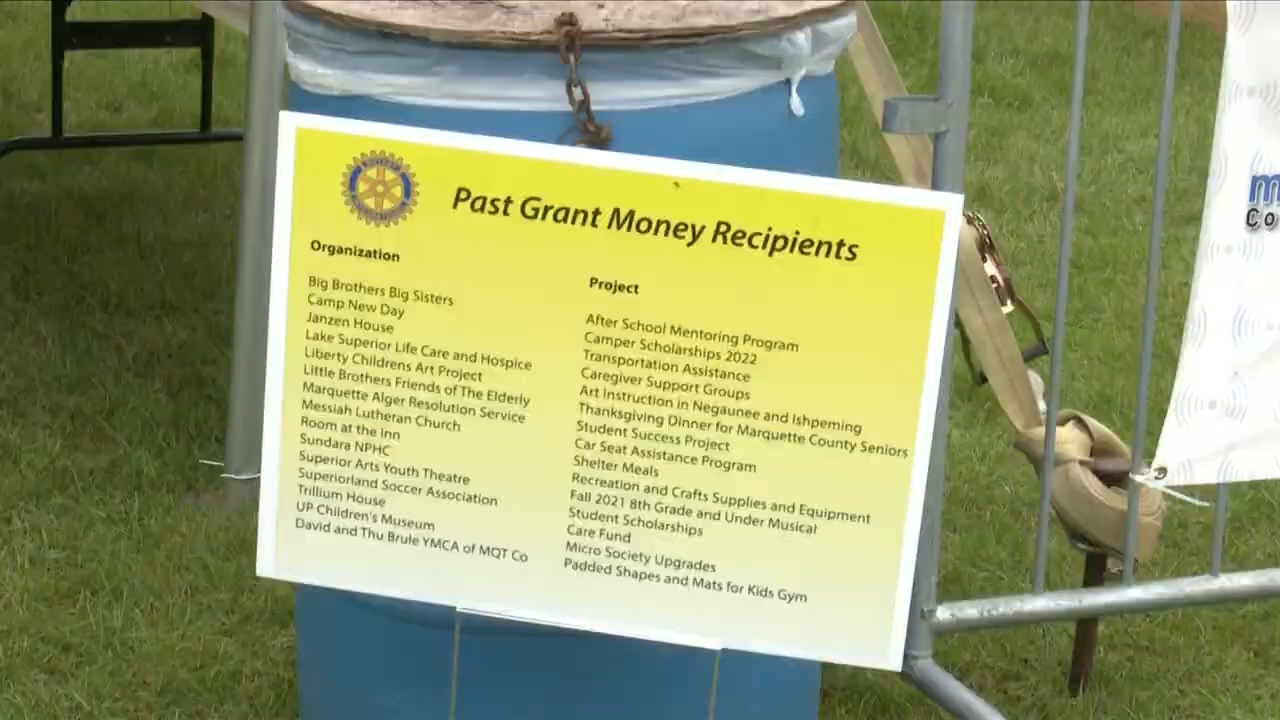 Past Grant Money Recipients
Organization
Big Brothers Big Sisters
Camp New Day
Janzen House
Lake Superior Life Care and Hospice
Liberty Childrens Art Project
Little Brothers Friends of The Elderly
Marquette Alger Resolution Service
Messiah Lutheran Church
Room at the Inn
Sundara NPHC
Superior Arts Youth Theatre
Superiorland Soccer Association
Trillium House
UP Children's Museum
David and Thu Brule YMCA of MQT Co
Project
After School Mentoring Program
Camper Scholarships 2022
Transportation Assistance
Caregiver Support Groups
Art Instruction in Negaunee and Ishpeming
Thanksgiving Dinner for Marquette County Seniors
Student Success Project
Car Seat Assistance Program
Shelter Meals
Recreation and Crafts Supplies and Equipment
Fall 2021 8th Grade and Under Musical
Student Scholarships
Care Fund
Micro Society Upgrades
Padded Shapes and Mats for Kids Gym